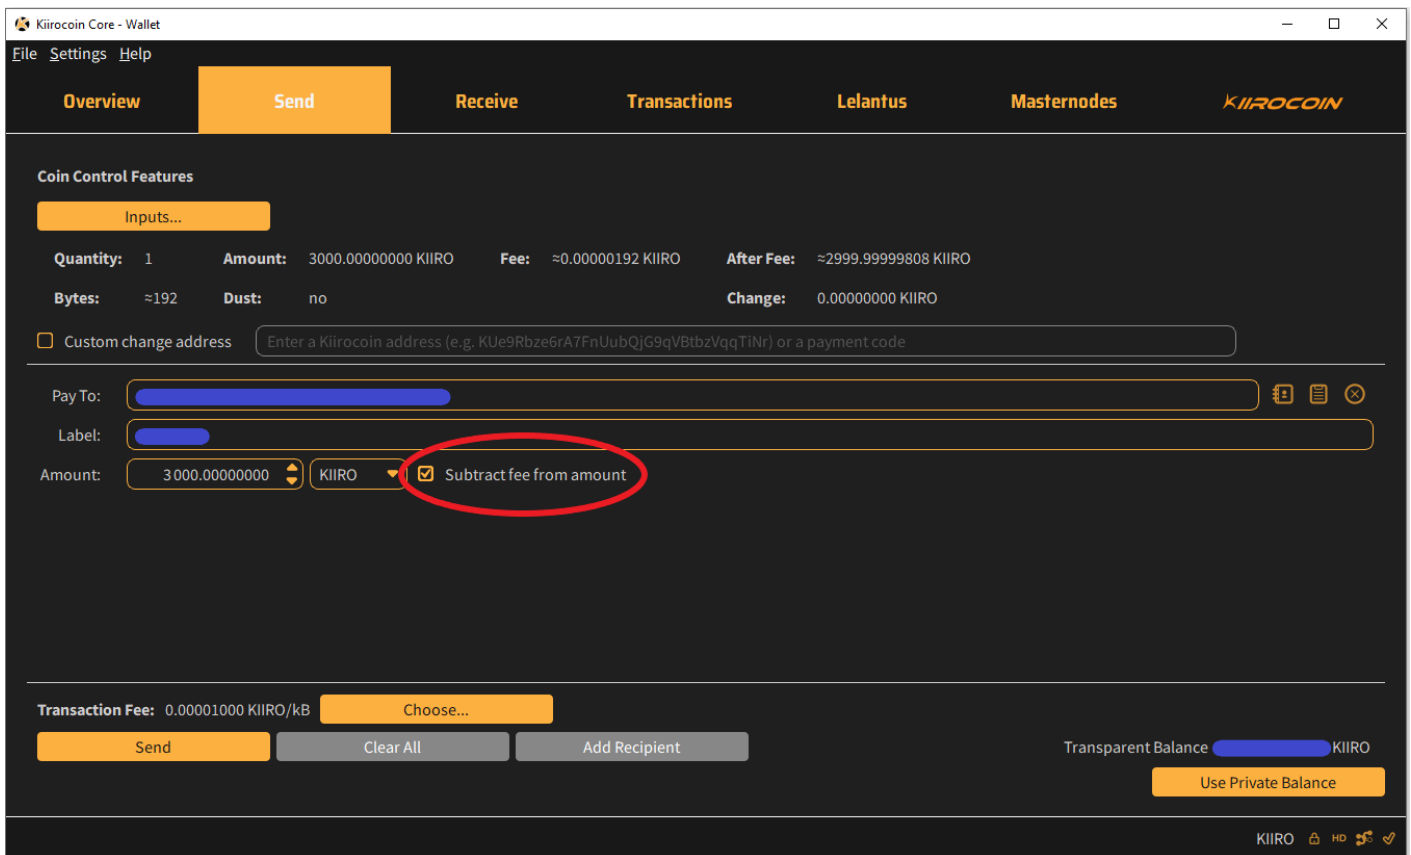 Kiirocoin Core - Wallet
File Settings Help
Overview Send Receive Transactions Lelantus Masternodes KIIROCOIN
Coin Control Features
Inputs...
Quantity: 1 Amount: 3000.00000000 KIIRO Fee: ≈0.00000192 KIIRO After Fee: ≈2999.99999808 KIIRO
Bytes: ≈192 Dust: no Change: 0.00000000 KIIRO
Custom change address Enter a Kiirocoin address (e.g. KUe9Rbze6rA7FnUubQjG9qVBtbzVqqTiNr) or a payment code
Pay To:
Label:
Amount: 3000.00000000 KIIRO Subtract fee from amount
Transaction Fee: 0.00001000 KIIRO/kB Choose...
Send Clear All Add Recipient Transparent Balance KIIRO
Use Private Balance
KIIRO HD